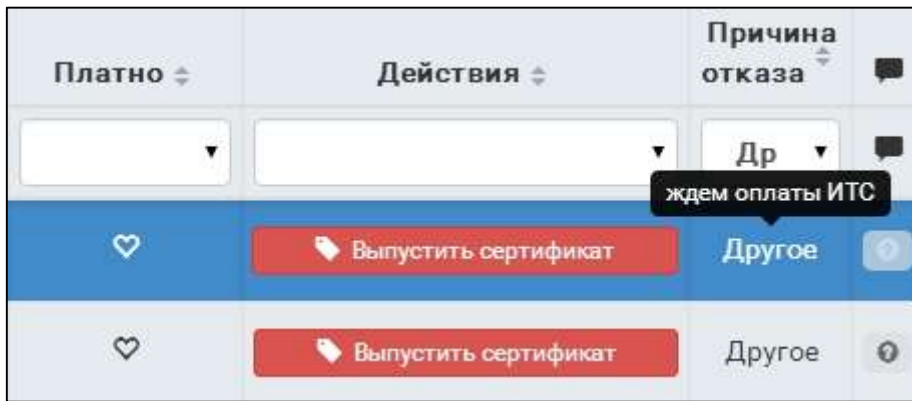 Платно
Действия
Причина
отказа
Др
ждем оплаты ИТС
Выпустить сертификат
Другое
Выпустить сертификат
Другое